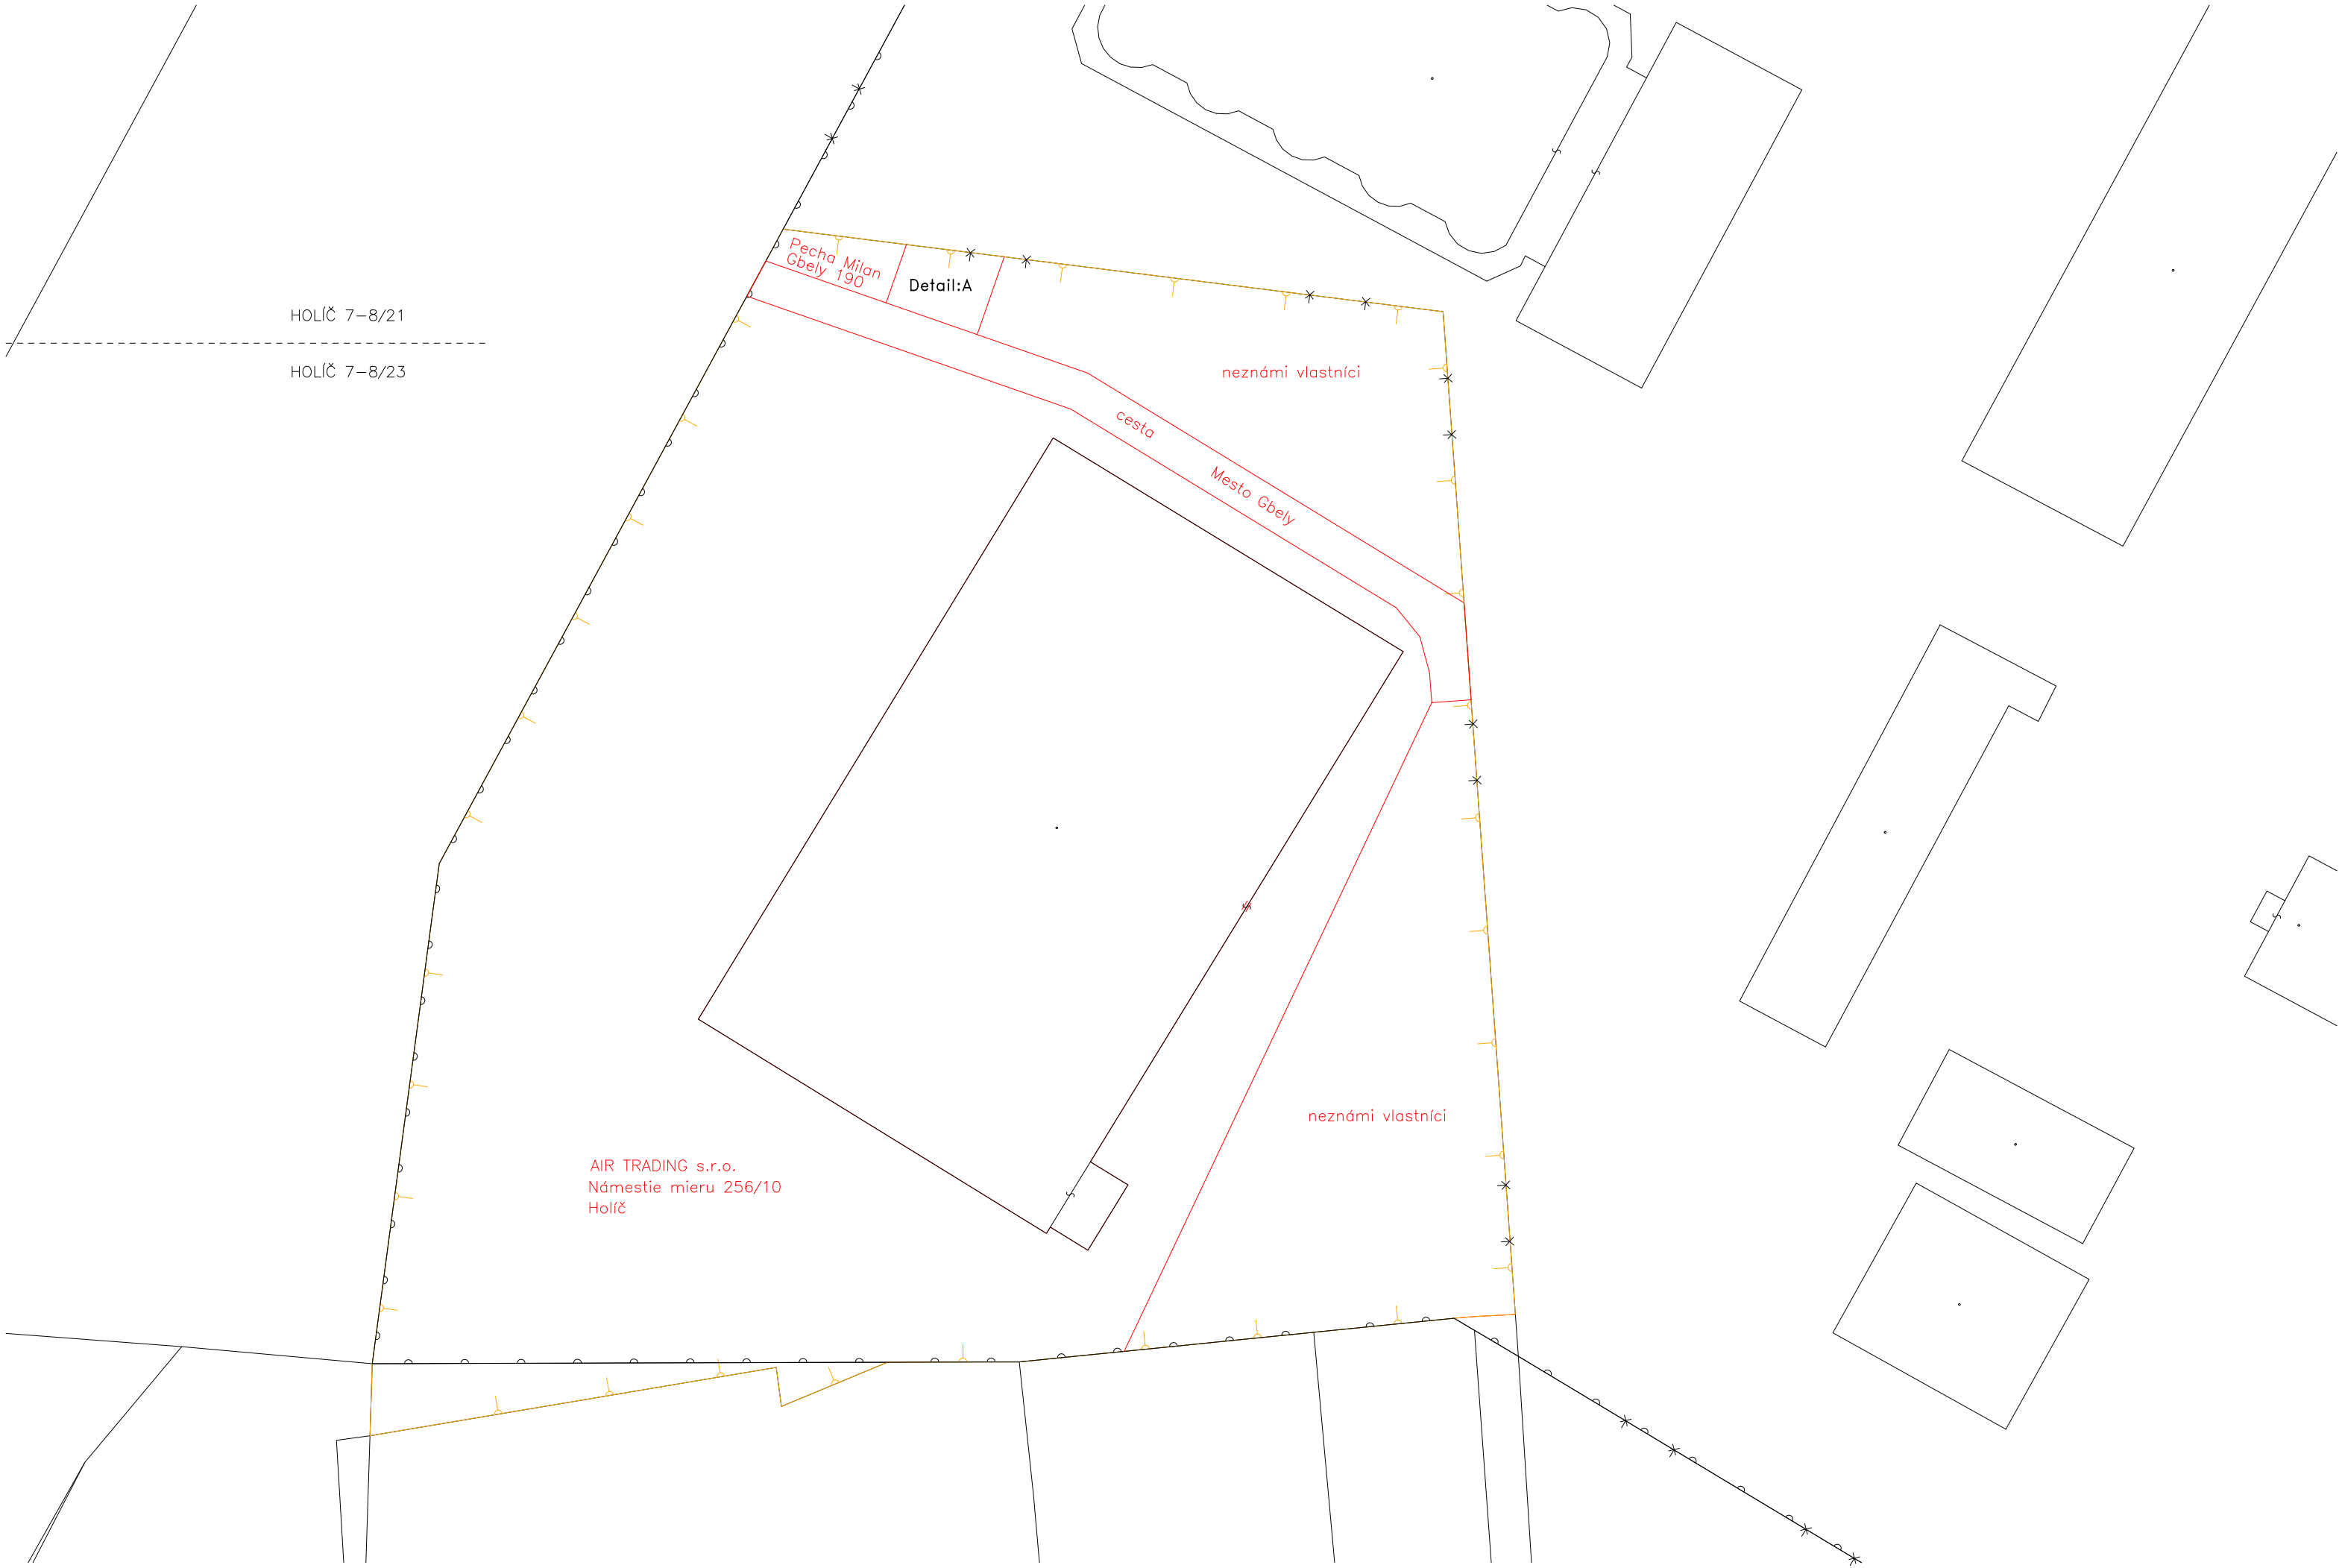 Pecha Milan
Gbely 190
Detail:A
HOLÍČ 7-8/21
HOLÍČ 7-8/23
neznámi vlastníci
cesta
Mesto Gbely
neznámi vlastníci
AIR TRADING s.r.o.
Námestie mieru 256/10
Holíč